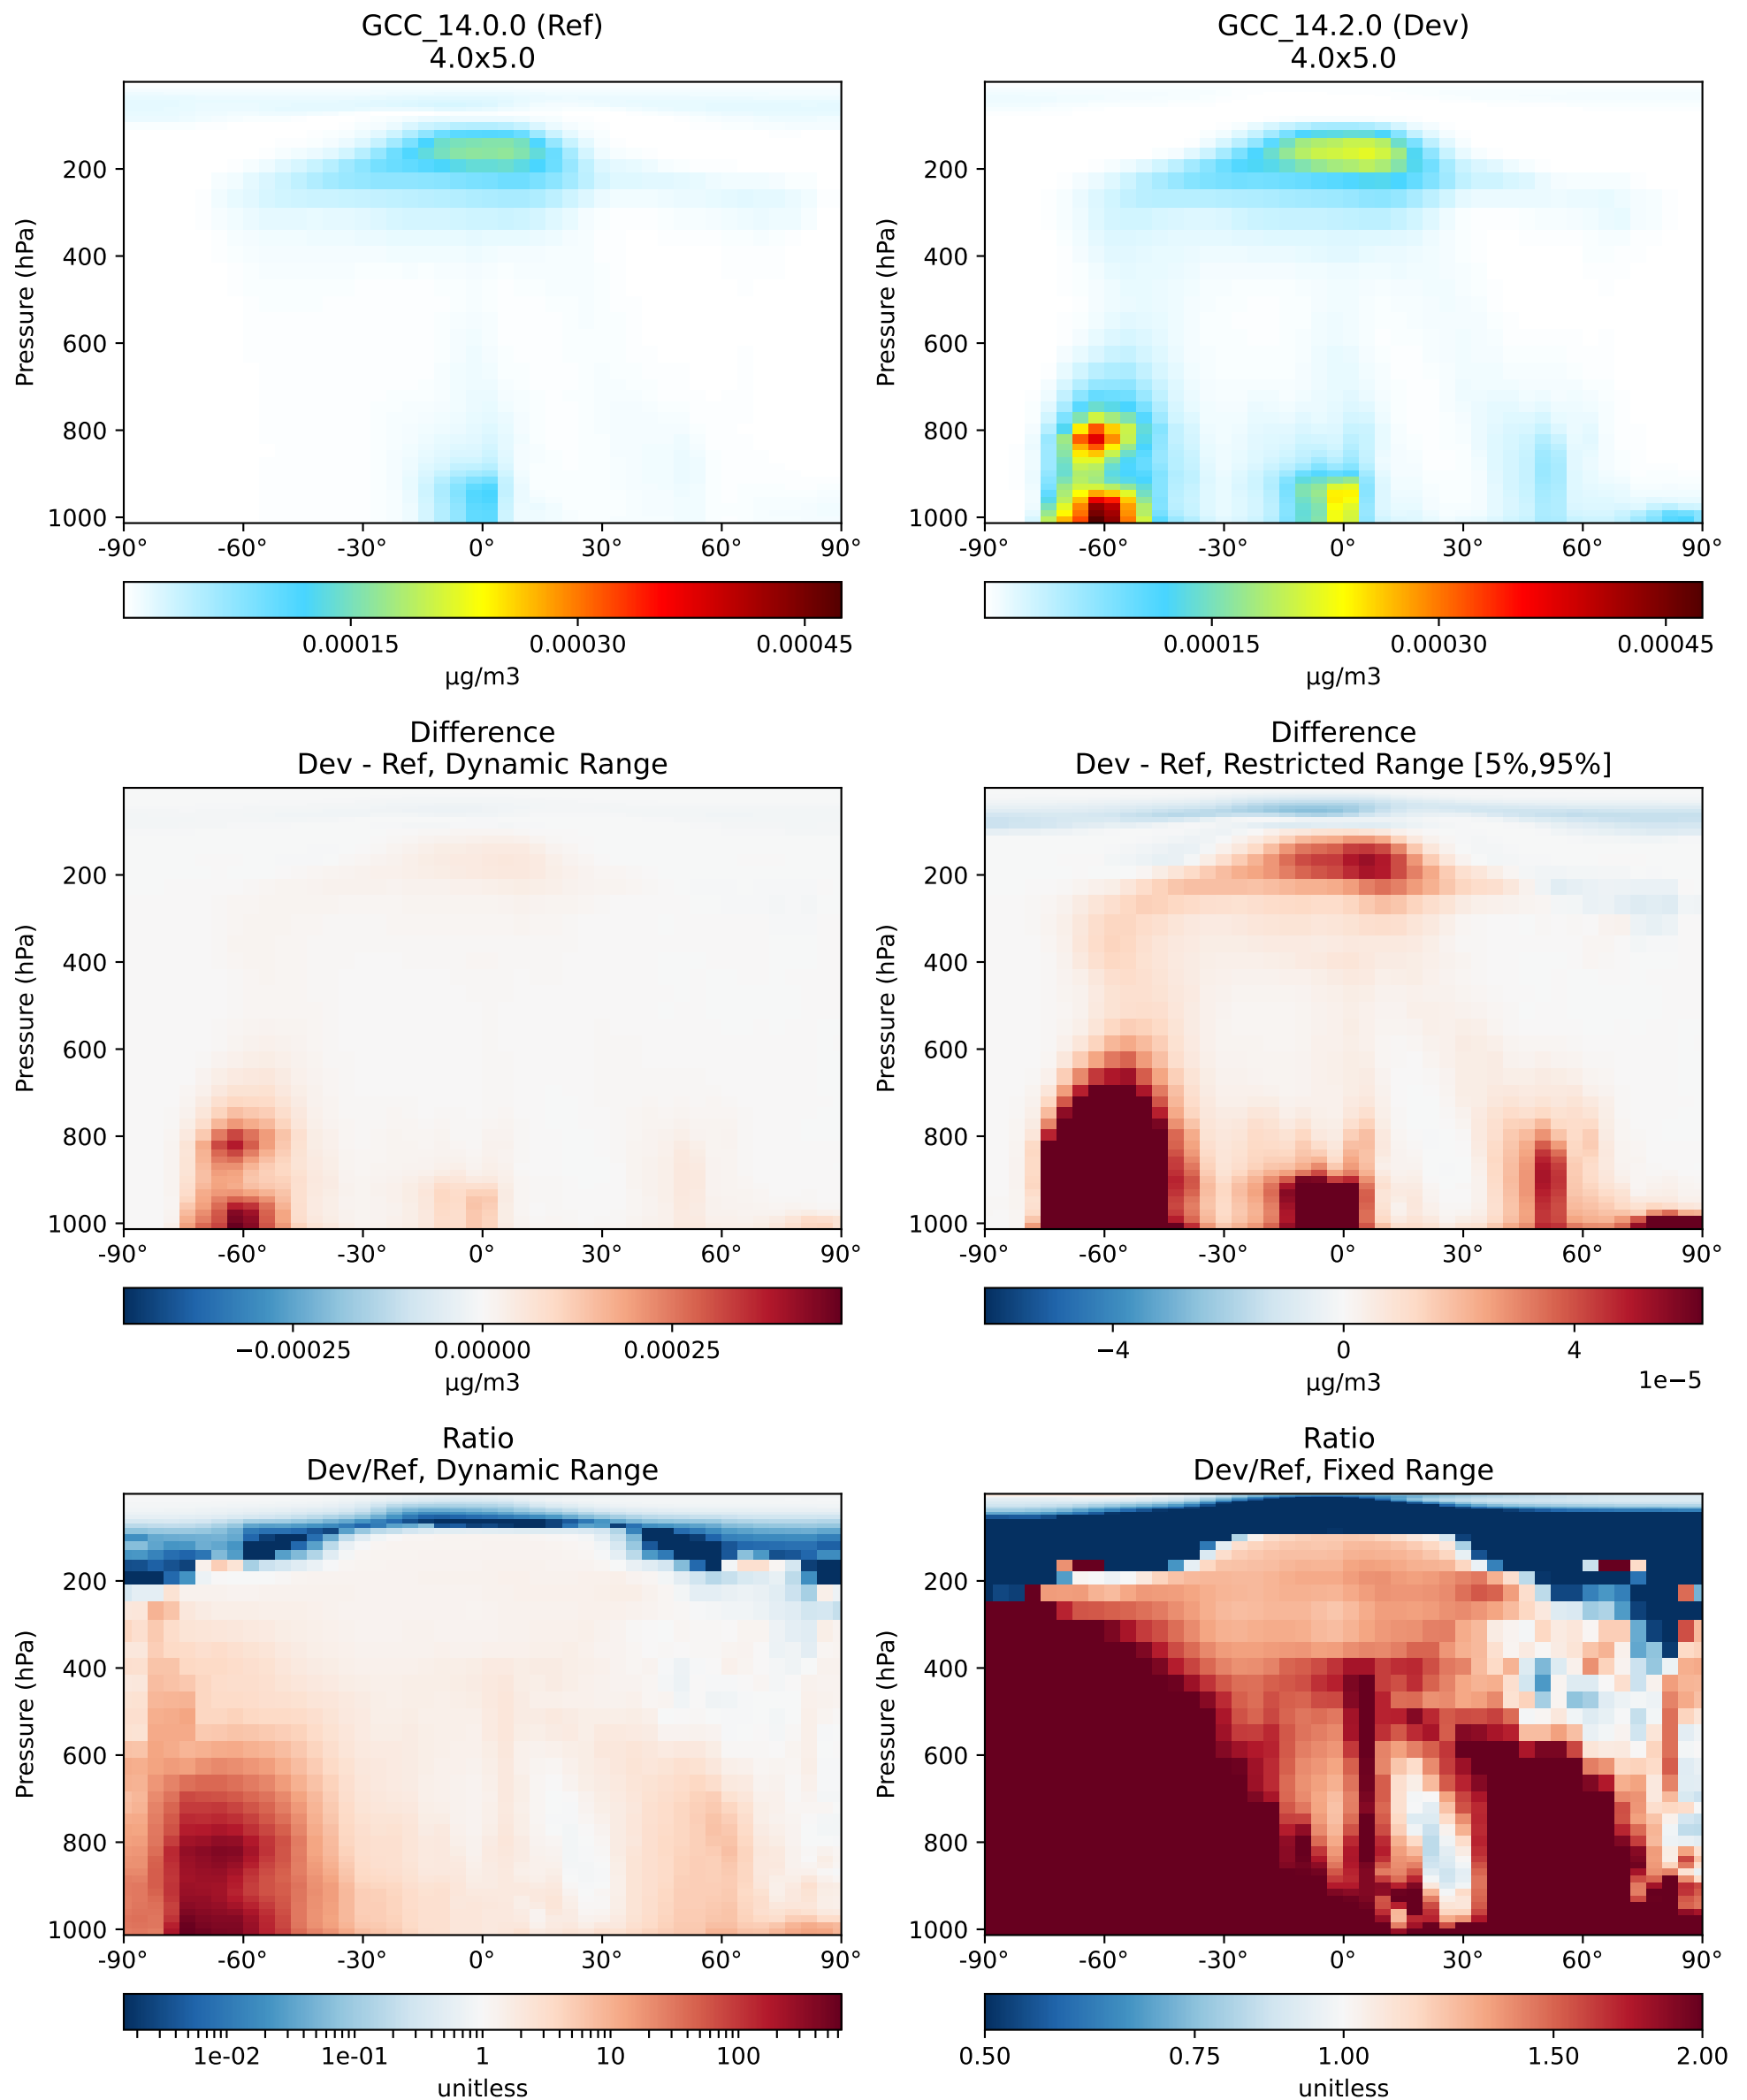 GCC_14.0.0 (Ref)
4.0x5.0
Pressure (hPa)
200
400
600
800
1000
-90° -60° -30° 0° 30° 60° 90°
0.00015 0.00030 0.00045
µg/m3
GCC_14.2.0 (Dev)
4.0x5.0
Pressure (hPa)
200
400
600
800
1000
-90° -60° -30° 0° 30° 60° 90°
0.00015 0.00030 0.00045
µg/m3
Difference
Dev - Ref, Dynamic Range
Pressure (hPa)
200
400
600
800
1000
-90° -60° -30° 0° 30° 60° 90°
−0.00025 0.00000 0.00025
µg/m3
Difference
Dev - Ref, Restricted Range [5%,95%]
Pressure (hPa)
200
400
600
800
1000
-90° -60° -30° 0° 30° 60° 90°
−4 0 4
µg/m3 1e−5
Ratio
Dev/Ref, Dynamic Range
Pressure (hPa)
200
400
600
800
1000
-90° -60° -30° 0° 30° 60° 90°
1e-02 1e-01 1 10 100
unitless
Ratio
Dev/Ref, Fixed Range
Pressure (hPa)
200
400
600
800
1000
-90° -60° -30° 0° 30° 60° 90°
0.50 0.75 1.00 1.50 2.00
unitless